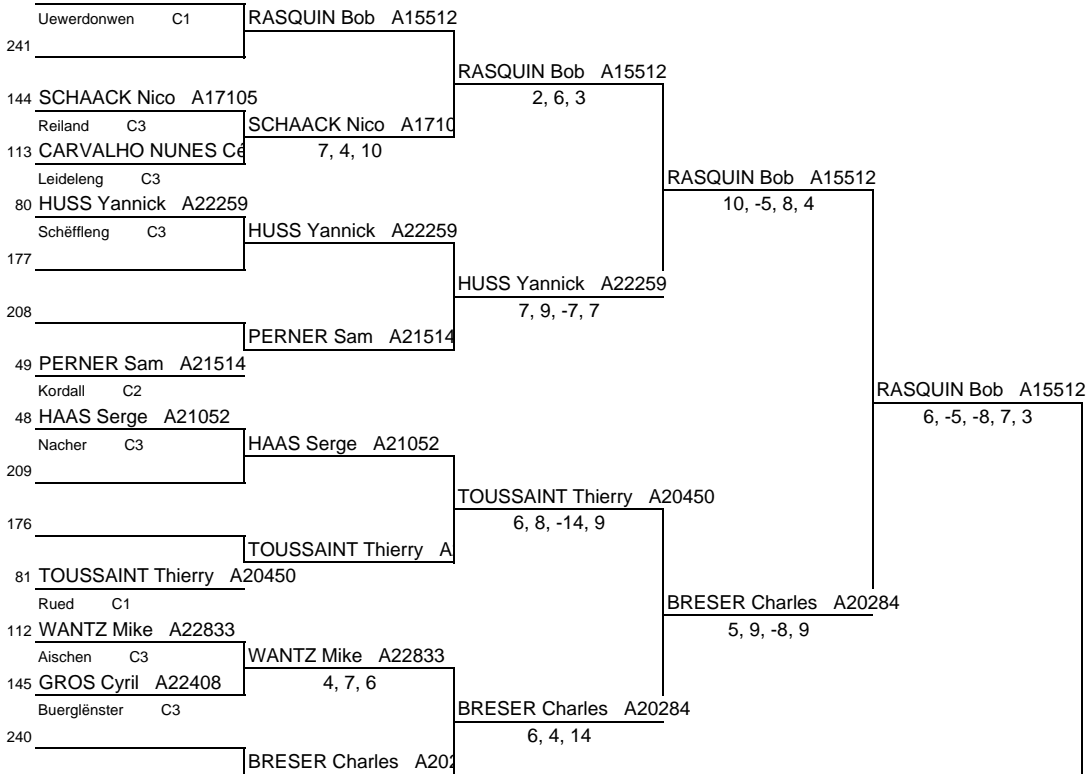 Uewerdonwen C1
RASQUIN Bob A15512
241
RASQUIN Bob A15512
2, 6, 3
144 SCHAACK Nico A17105
Reiland C3
SCHAACK Nico A1710
7, 4, 10
113 CARVALHO NUNES Cé
Leideleng C3
RASQUIN Bob A15512
10, -5, 8, 4
80 HUSS Yannick A22259
Schëffleng C3
HUSS Yannick A22259
177
HUSS Yannick A22259
7, 9, -7, 7
208
PERNER Sam A21514
49 PERNER Sam A21514
Kordall C2
RASQUIN Bob A15512
6, -5, -8, 7, 3
48 HAAS Serge A21052
Nacher C3
HAAS Serge A21052
209
TOUSSAINT Thierry A20450
6, 8, -14, 9
176
TOUSSAINT Thierry A
81 TOUSSAINT Thierry A20450
Rued C1
BRESER Charles A20284
5, 9, -8, 9
112 WANTZ Mike A22833
Aischen C3
WANTZ Mike A22833
4, 7, 6
145 GROS Cyril A22408
Buerglënster C3
BRESER Charles A20284
6, 4, 14
240
BRESER Charles A202